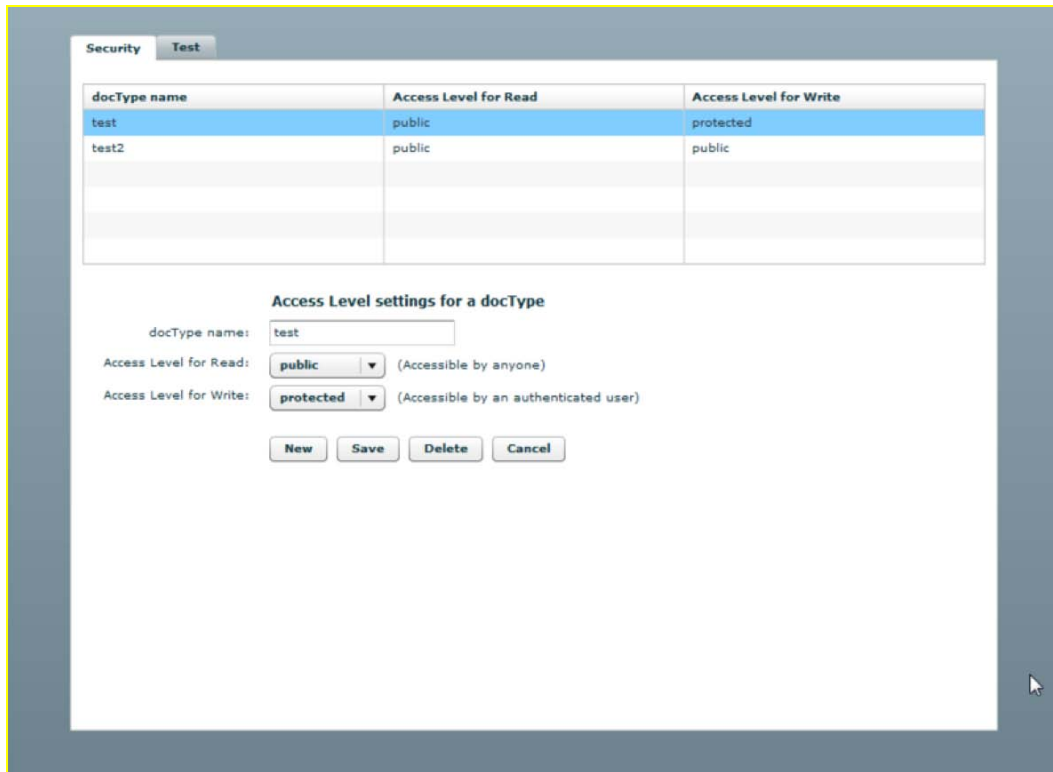 Security Test
docType name Access Level for Read Access Level for Write
test public protected
test2 public public
Access Level settings for a docType
docType name: test
Access Level for Read: public (Accessible by anyone)
Access Level for Write: protected (Accessible by an authenticated user)
New Save Delete Cancel